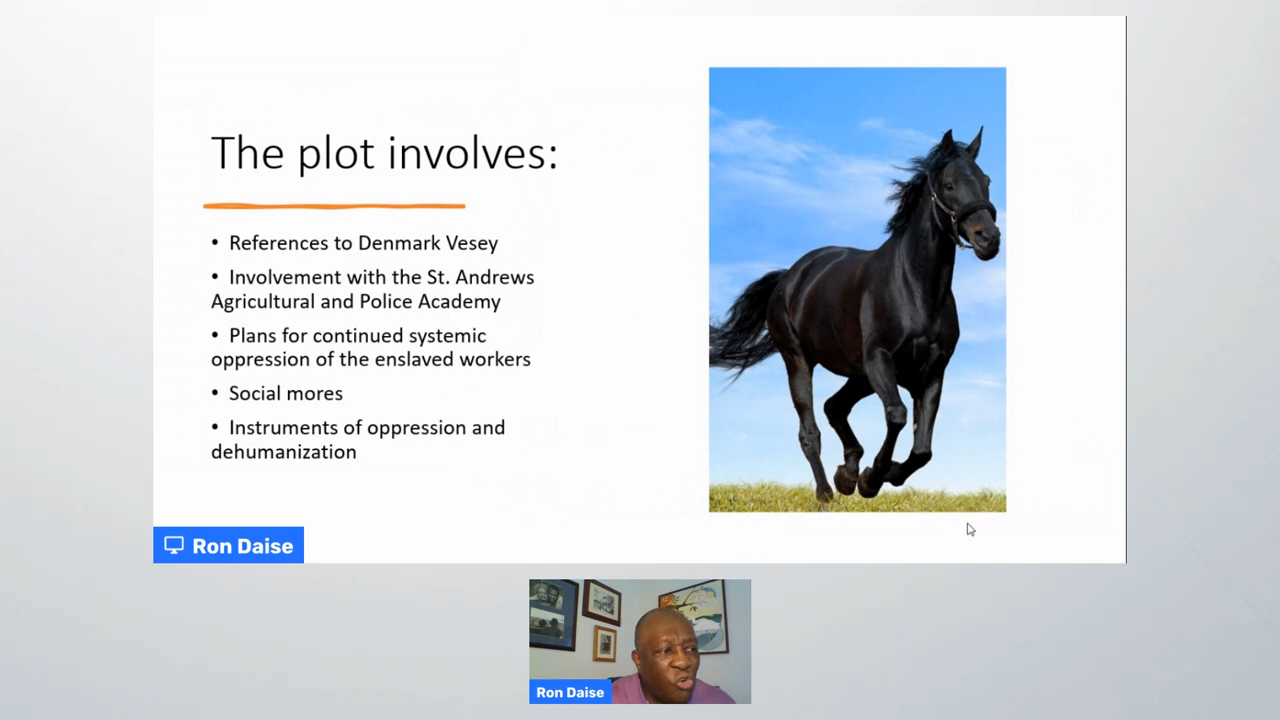 The plot involves:
• References to Denmark Vesey
• Involvement with the St. Andrews
Agricultural and Police Academy
• Plans for continued systemic
oppression of the enslaved workers
• Social mores
• Instruments of oppression and
dehumanization
Ron Daise
Ron Daise